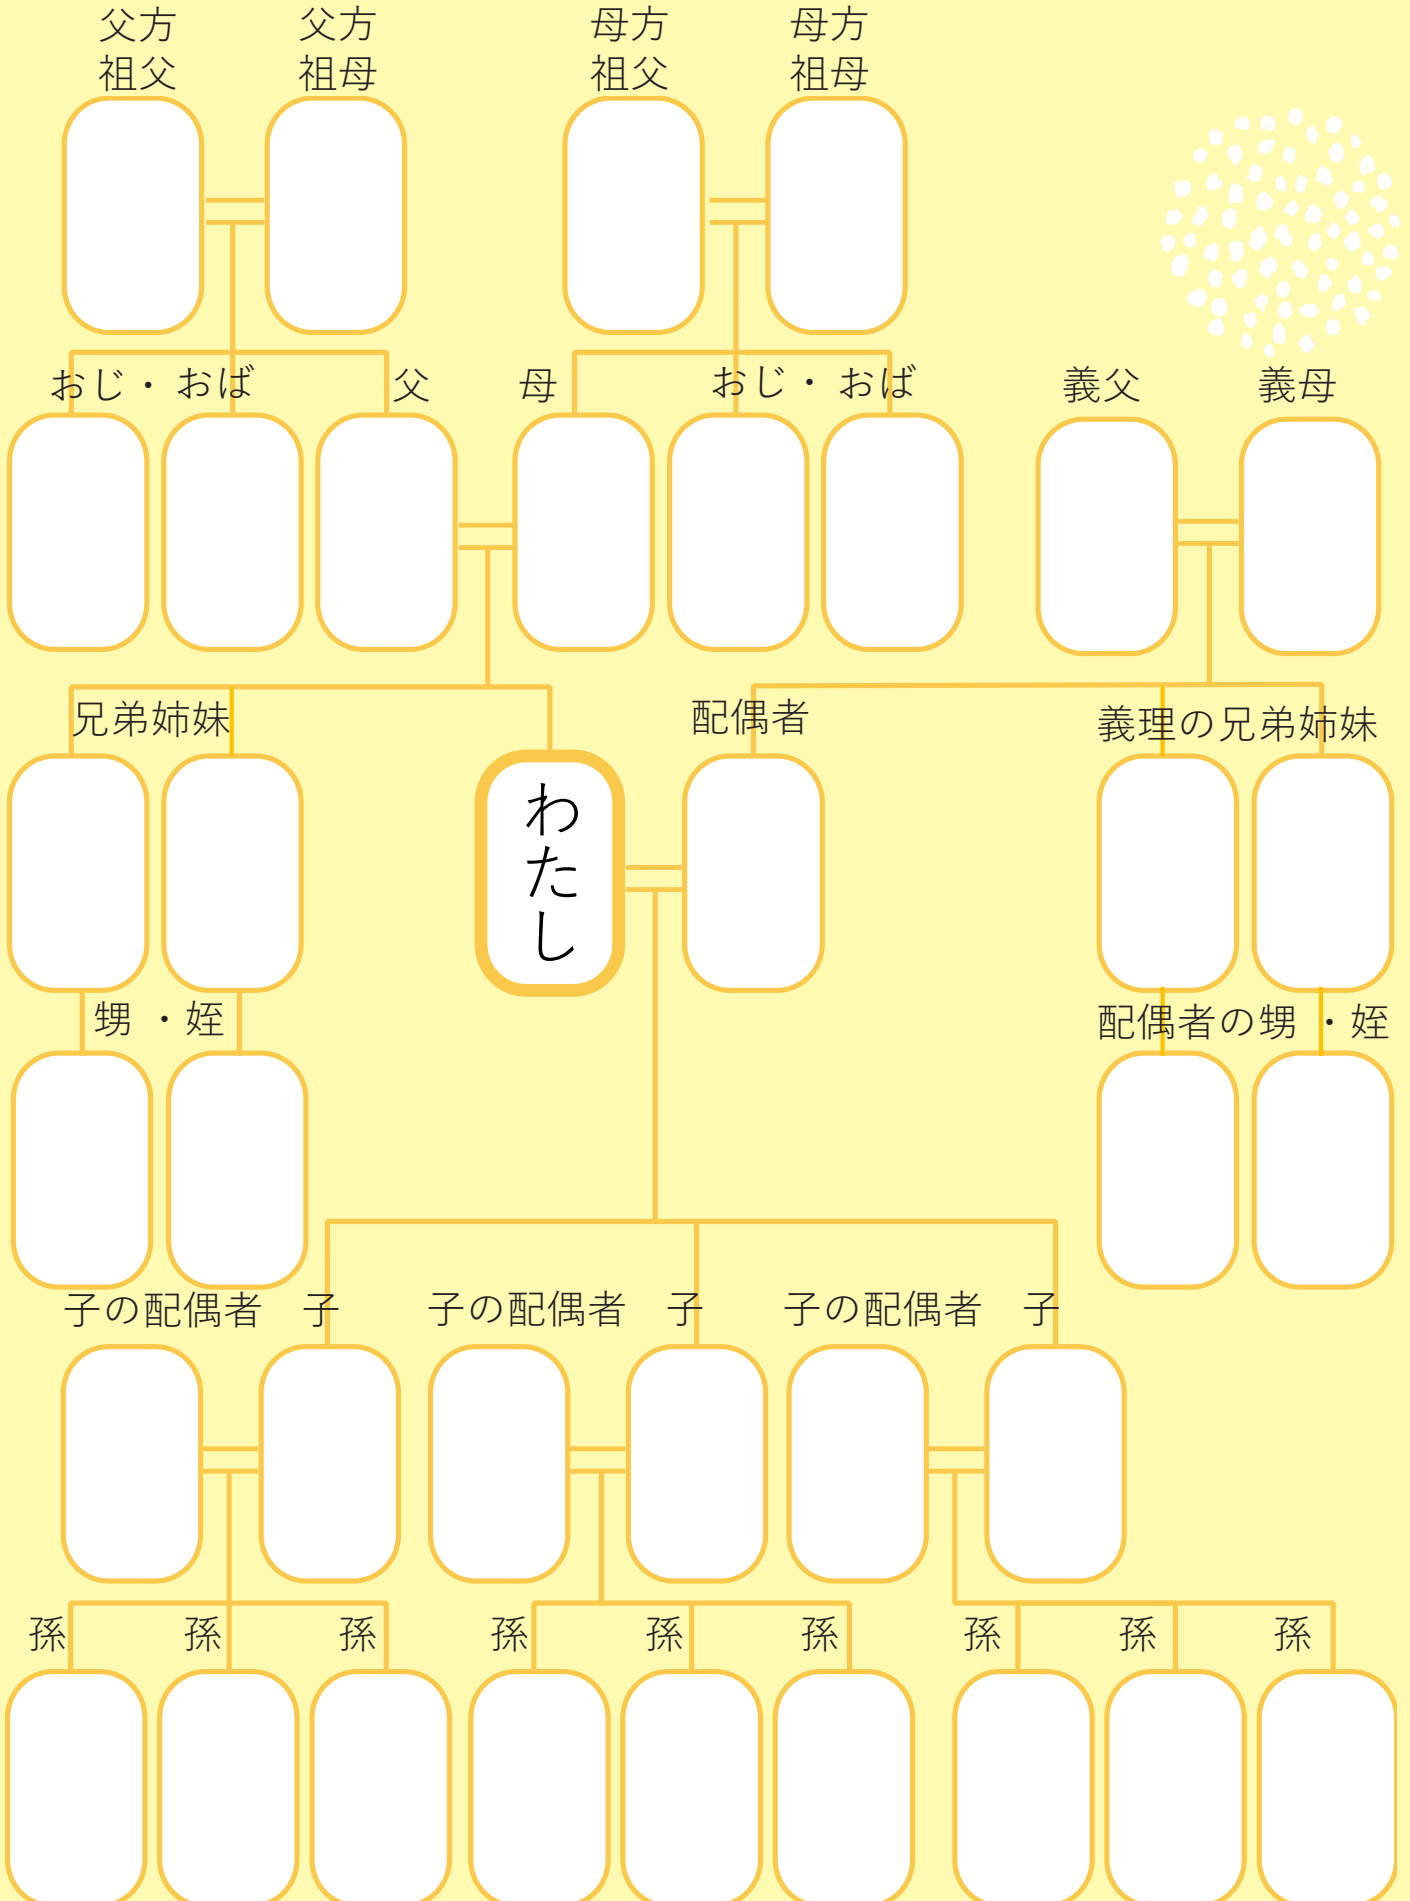 父方 父方 母方 母方
祖父 祖母 祖父 祖母
おじ・おば 父 母 おじ・おば 義父 義母
兄弟姉妹 配偶者 義理の兄弟姉妹
わたし
甥・姪 配偶者の甥・姪
子の配偶者 子 子の配偶者 子 子の配偶者 子
孫 孫 孫 孫 孫 孫 孫 孫 孫